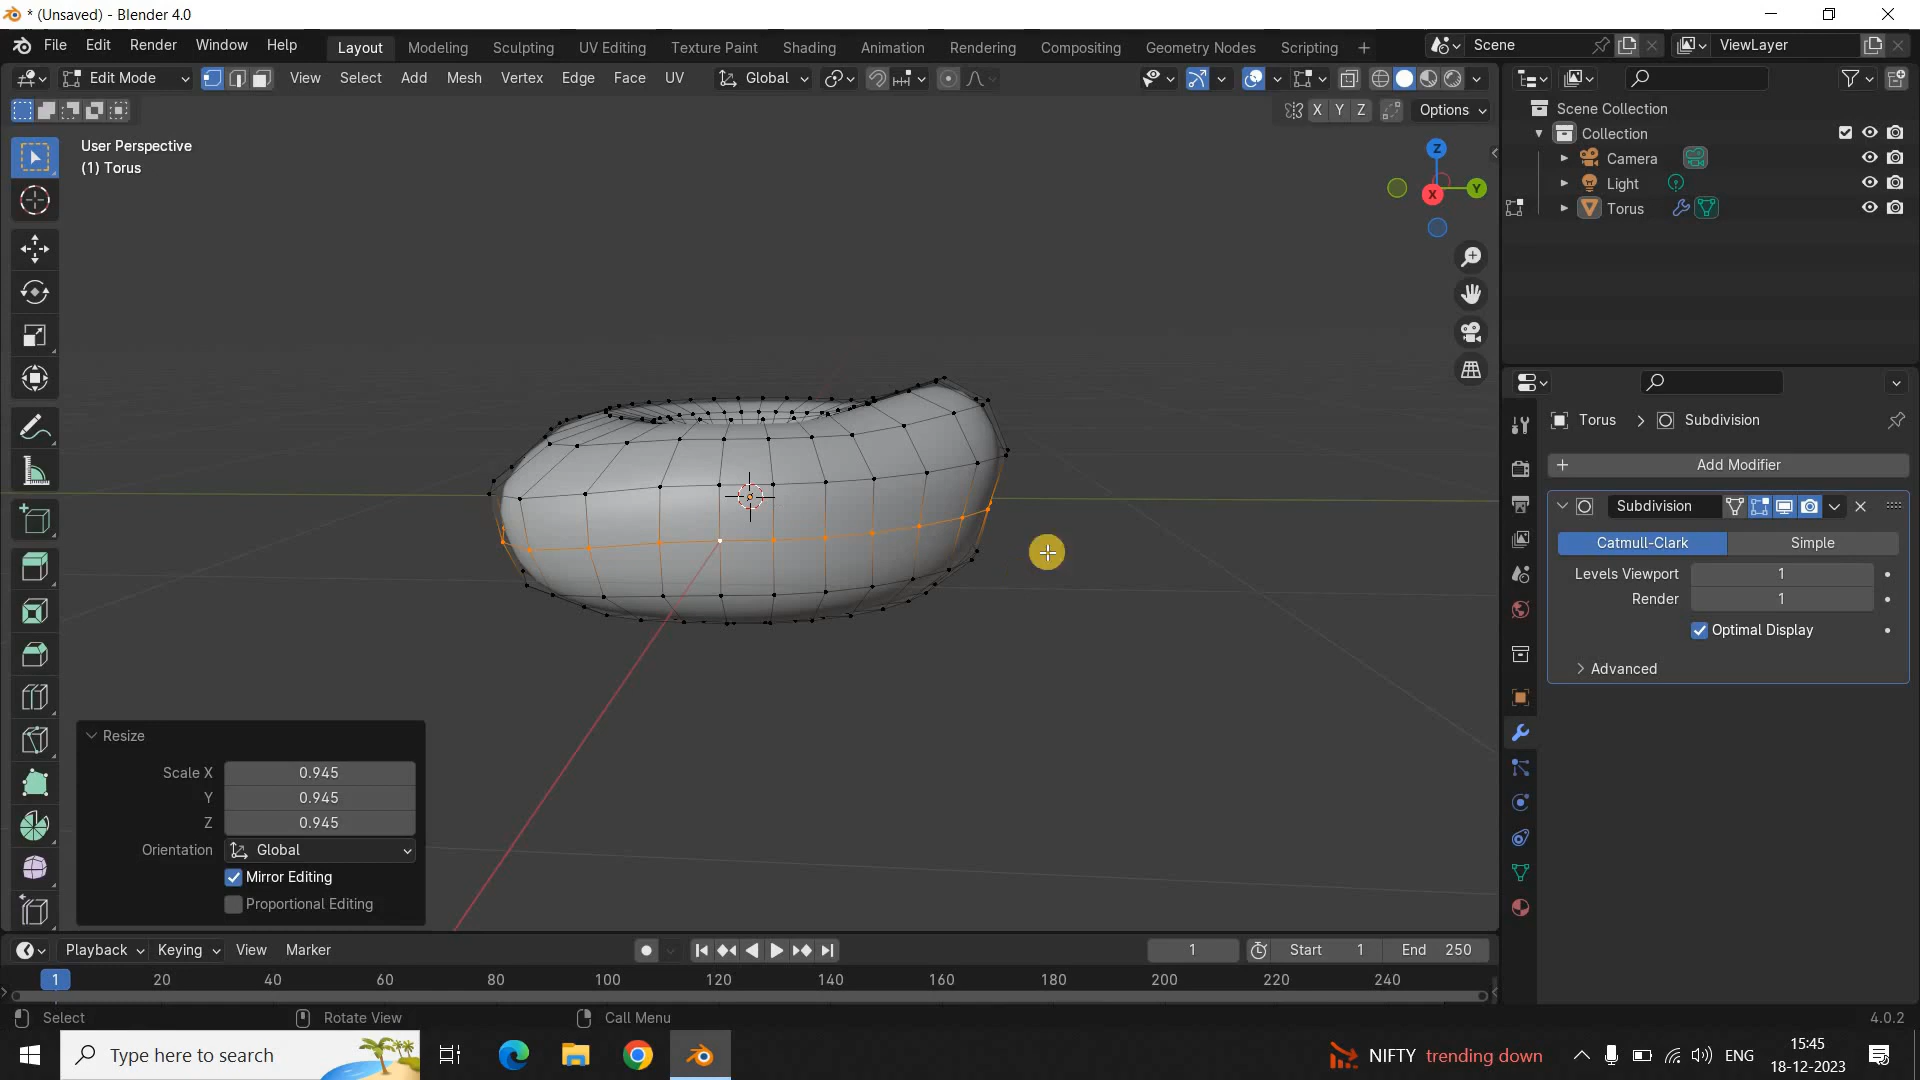 * (Unsaved) - Blender 4.0
File Edit Render Window Help Layout Modeling Sculpting UV Editing Texture Paint Shading Animation Rendering Compositing Geometry Nodes Scripting + Scene ViewLayer
Edit Mode View Select Add Mesh Vertex Edge Face UV Global
X Y Z Options
User Perspective
(1) Torus
Z
Y
X
Scene Collection
Collection
Camera
Light
Torus
Torus > Subdivision
+ Add Modifier
Subdivision
Catmull-Clark Simple
Levels Viewport 1
Render 1
Optimal Display
Advanced
Resize
Scale X 0.945
Y 0.945
Z 0.945
Orientation Global
Mirror Editing
Proportional Editing
Playback Keying View Marker 1 Start 1 End 250
1 20 40 60 80 100 120 140 160 180 200 220 240
Select Rotate View Call Menu 4.0.2
Type here to search NIFTY trending down ENG 15:45
18-12-2023